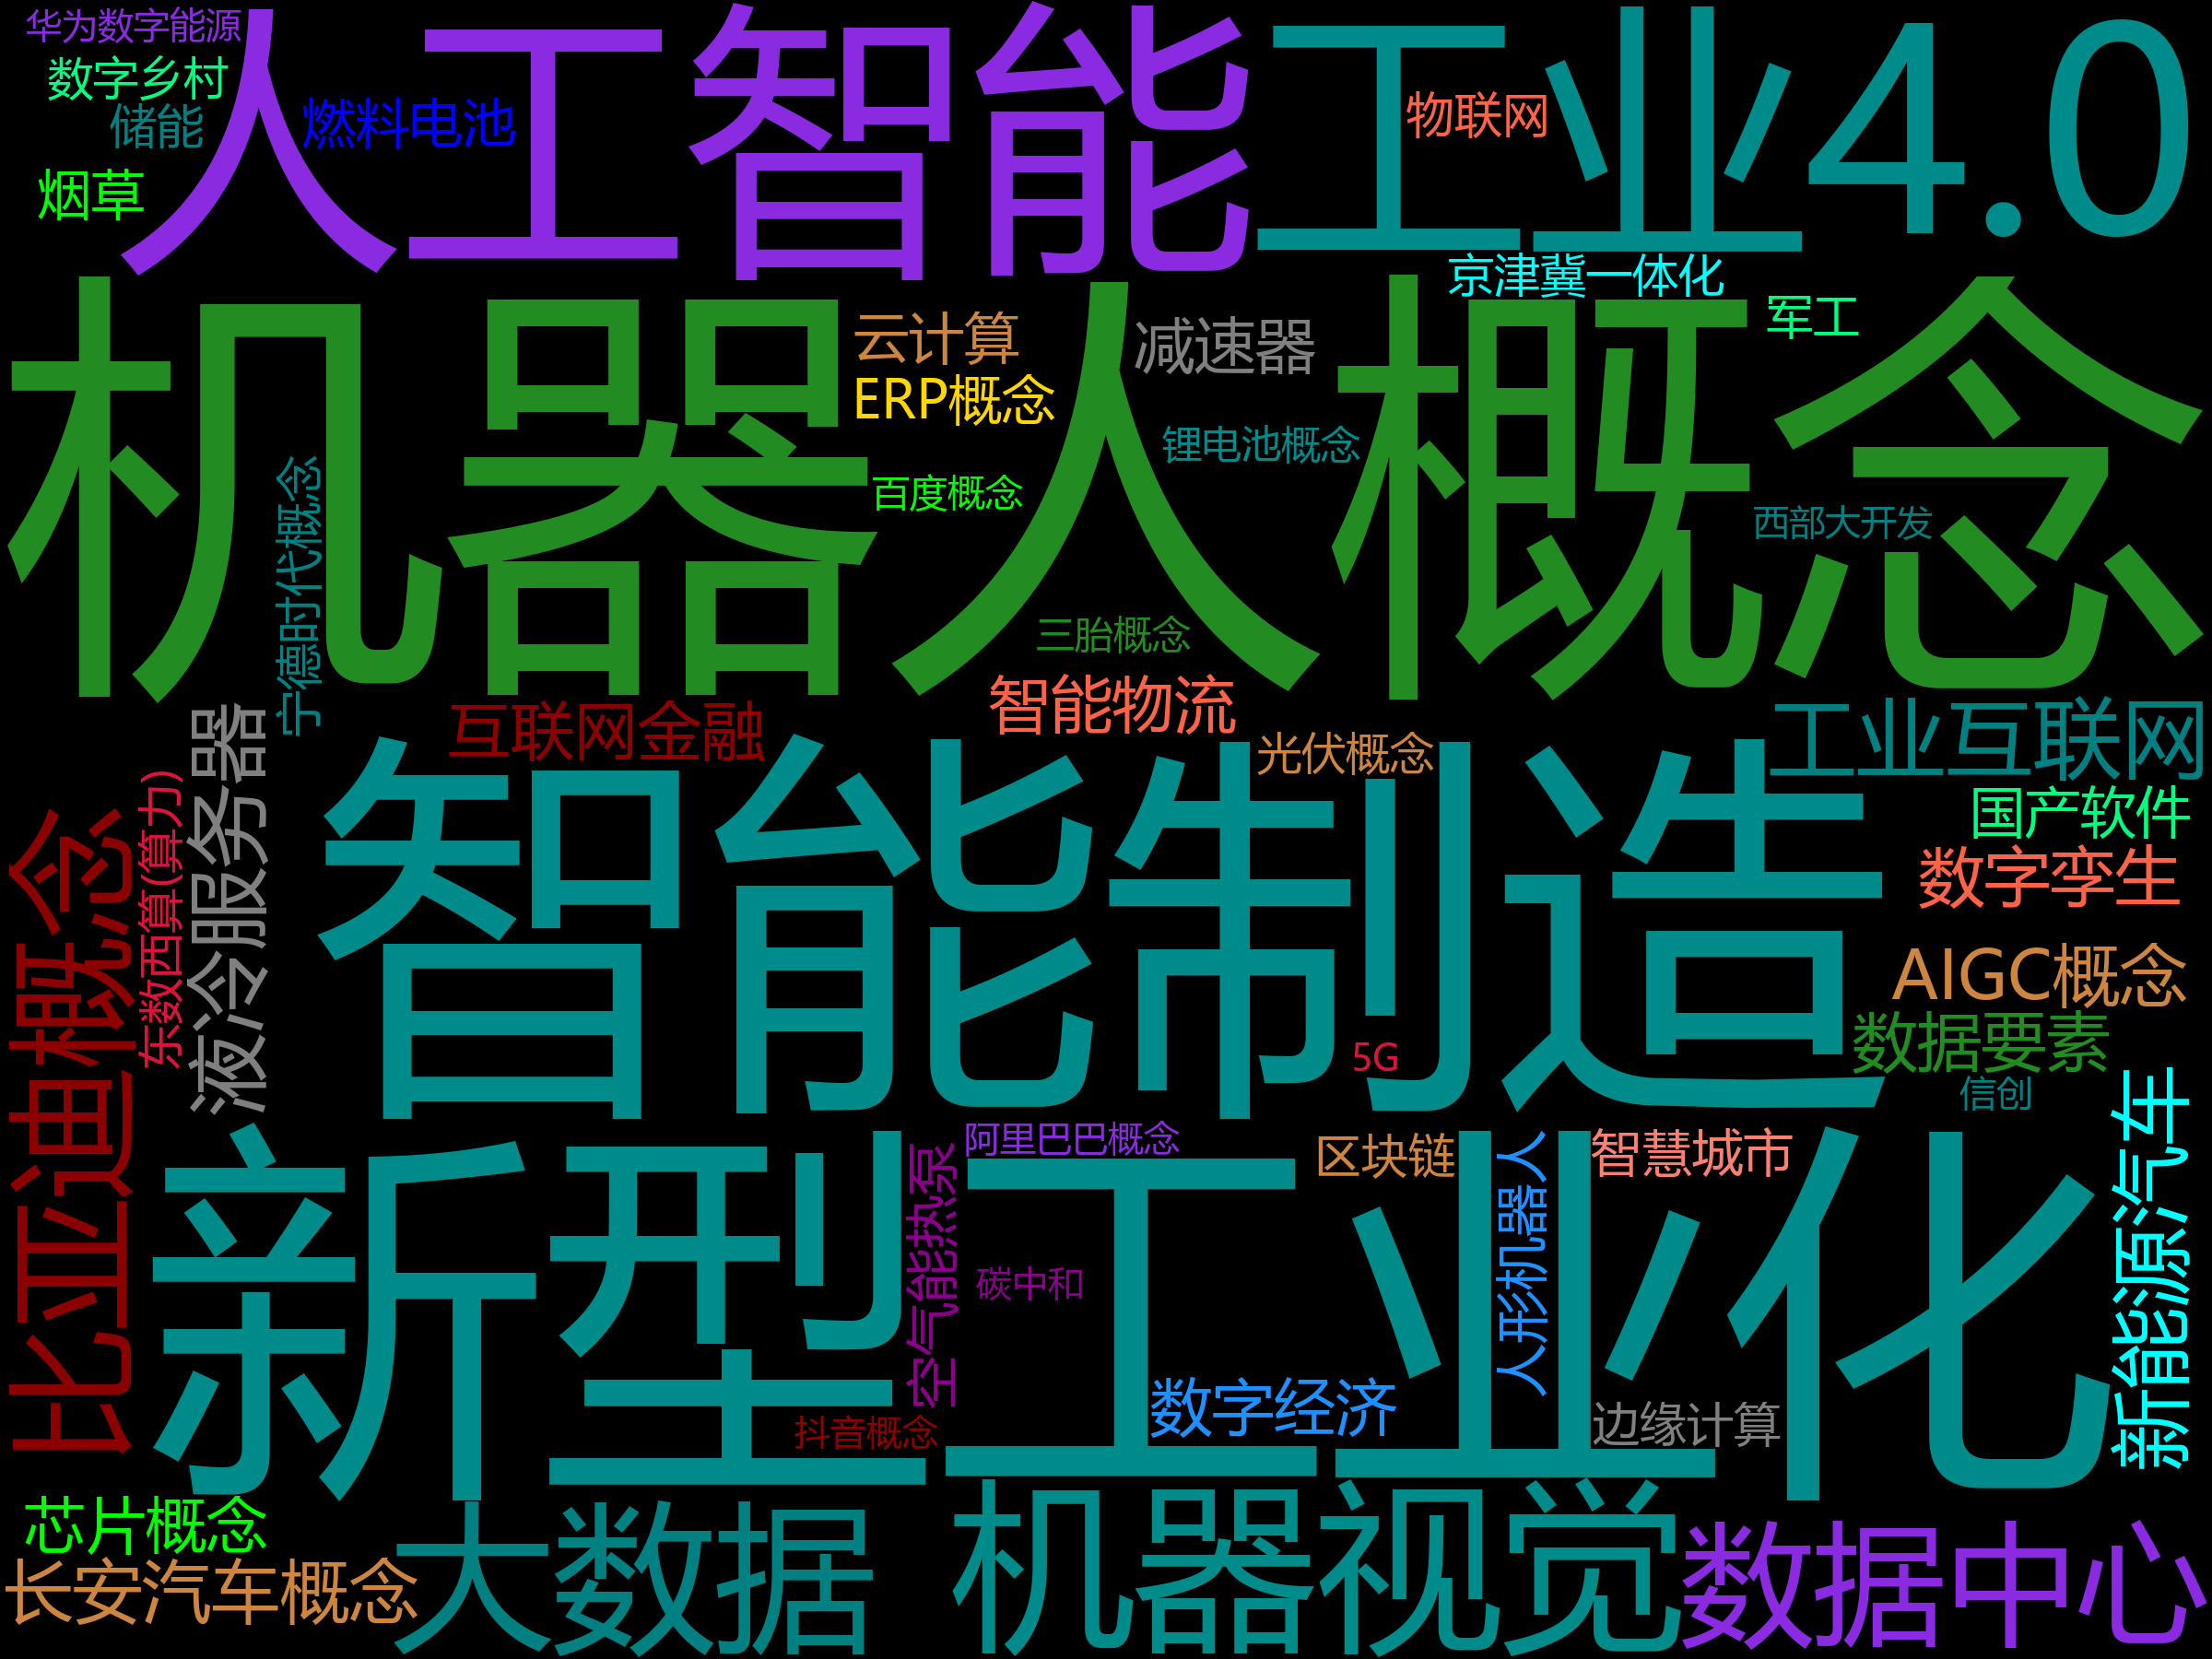 华为数字能源
人工智能
工业4.0
数字乡村
储能
燃料电池
物联网
烟草
京津冀一体化
军工
机器人概念
云计算
减速器
ERP概念
锂电池概念
百度概念
西部大开发
宁德时代概念
三胎概念
智能物流
互联网金融
光伏概念
工业互联网
国产软件
数字孪生
智能制造
液冷服务器
东数西算(算力)
比亚迪概念
AIGC概念
数据要素
5G
信创
新能源汽车
阿里巴巴概念
区块链
智慧城市
新型工业化
空气能热泵
碳中和
人形机器人
数字经济
边缘计算
抖音概念
芯片概念
长安汽车概念
大数据
机器视觉
数据中心